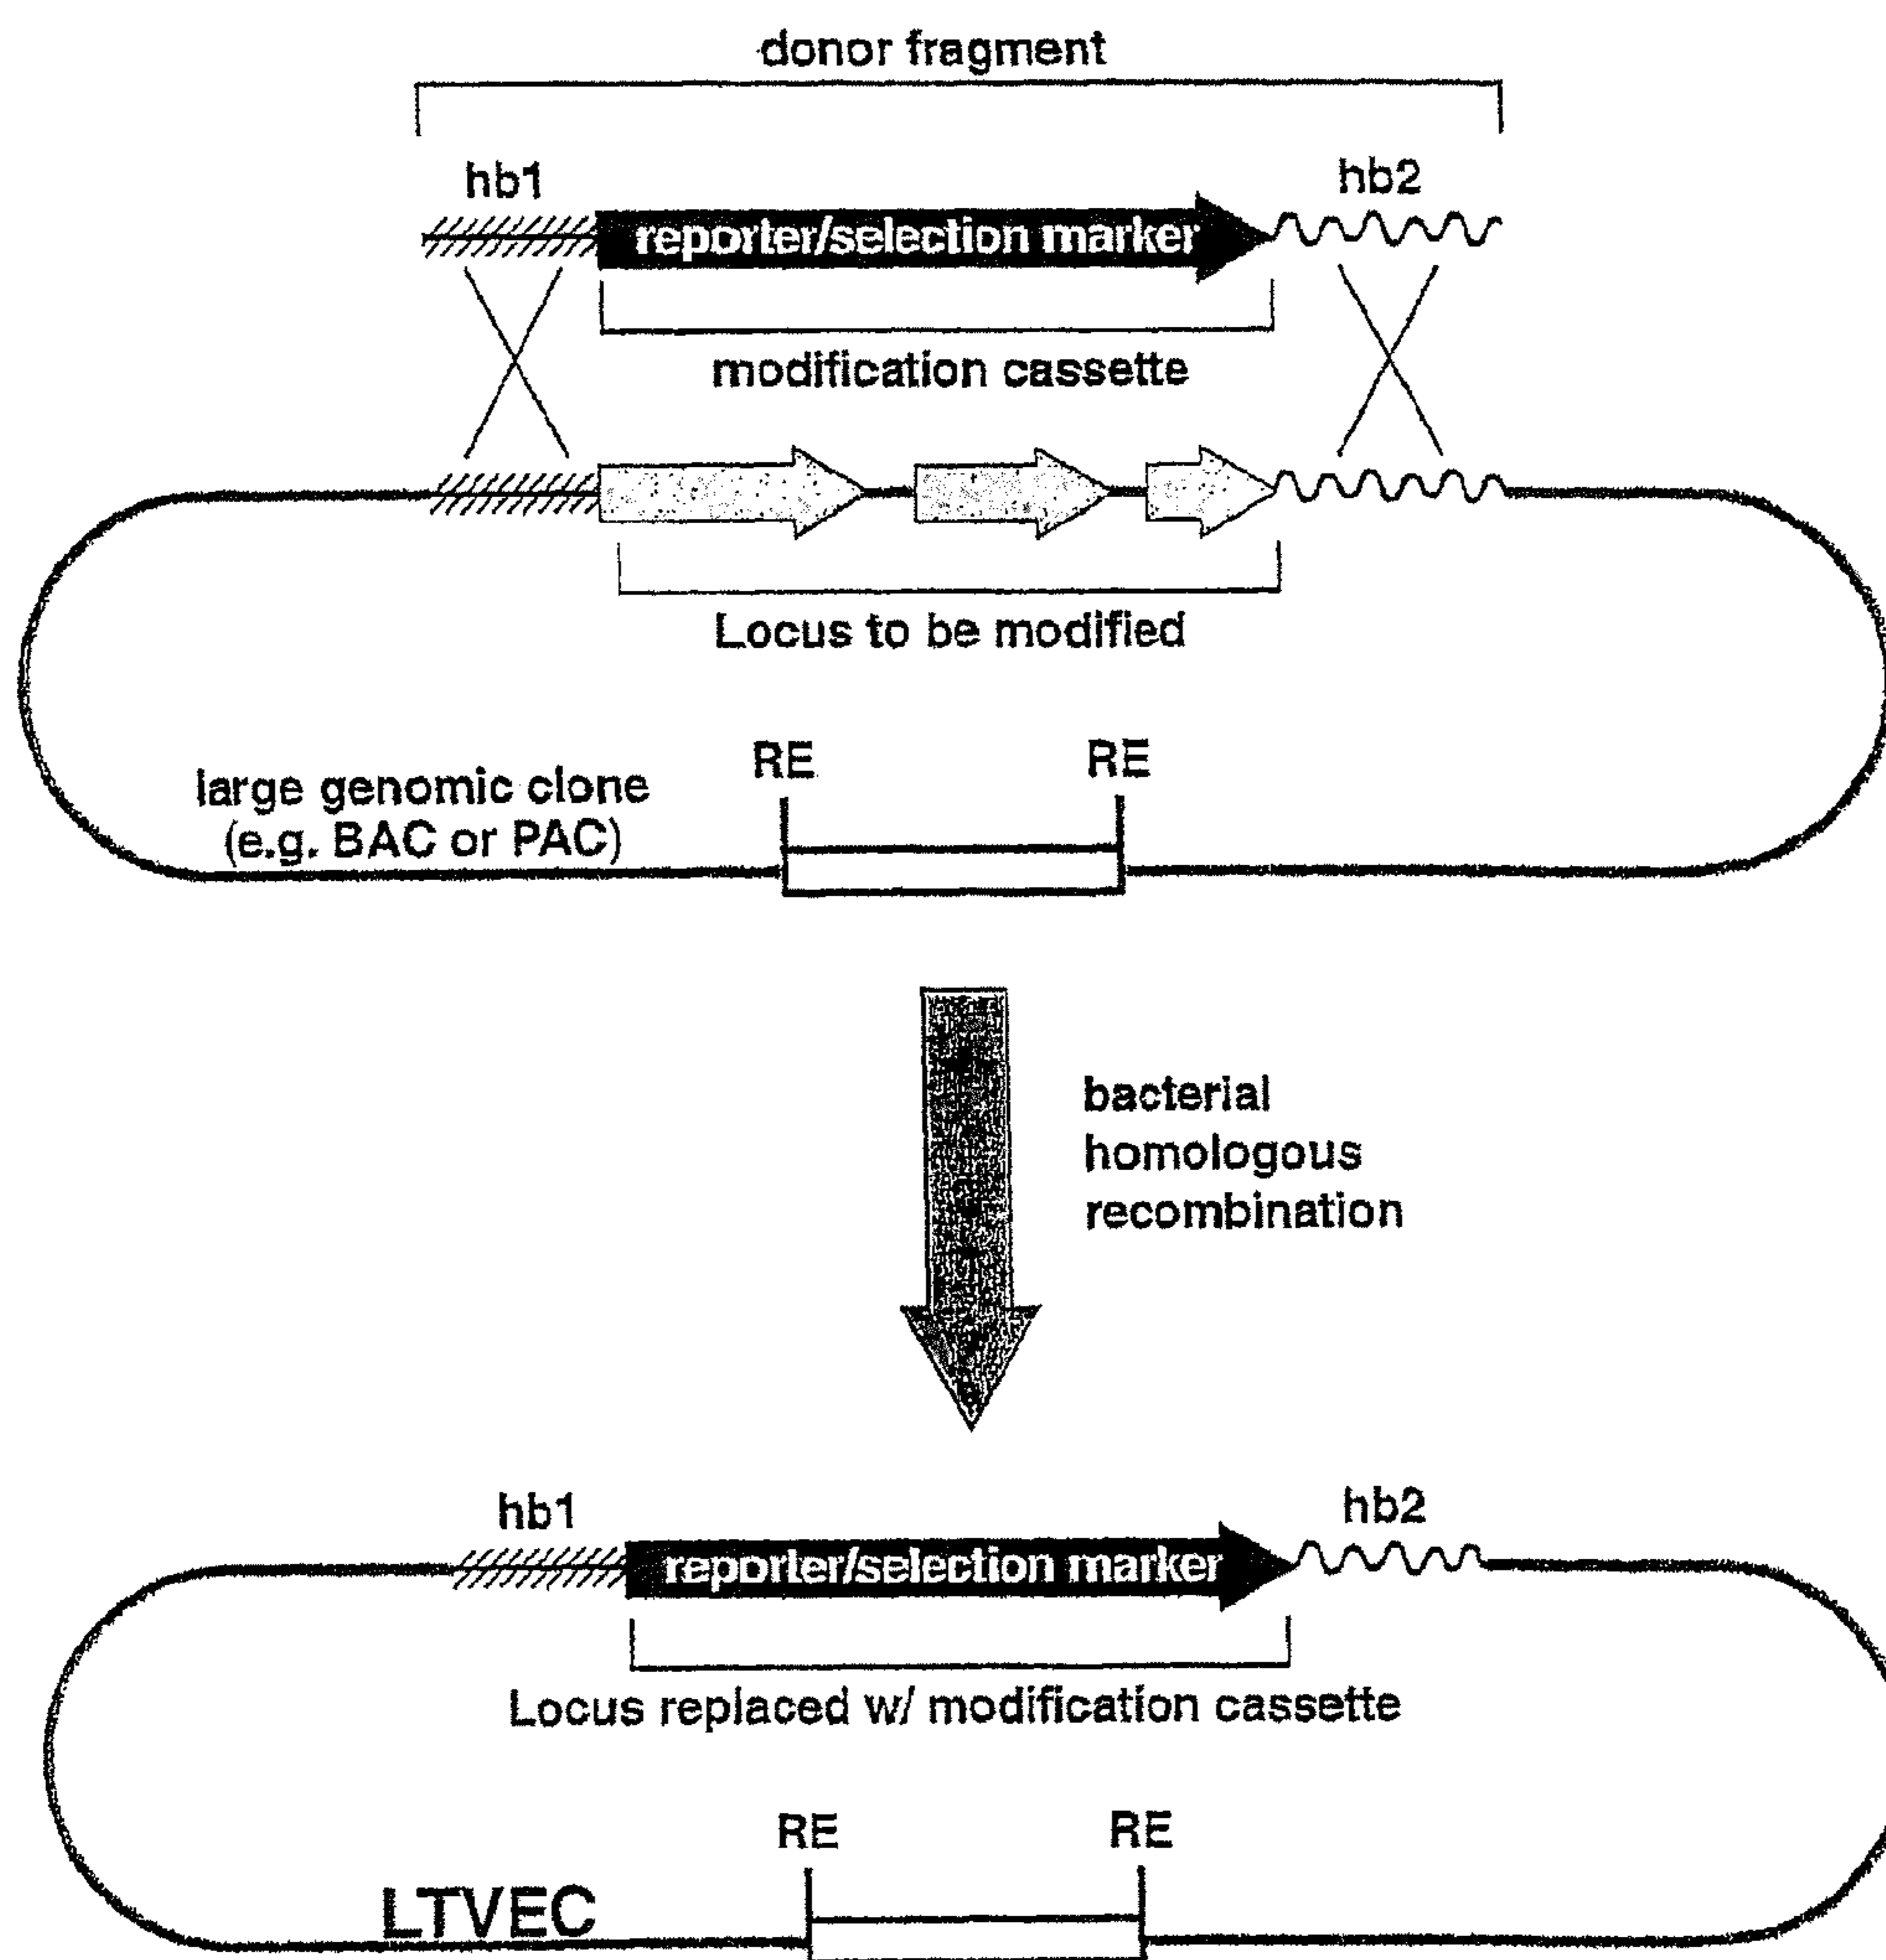 donor fragment
hb1
hb2
reporter/selection marker
modification cassette
Locus to be modified
RE
RE
large genomic clone
(e.g. BAC or PAC)
bacterial
homologous
recombination
hb1
hb2
reporter/selection marker
Locus replaced w/ modification cassette
RE
RE
LTVEC